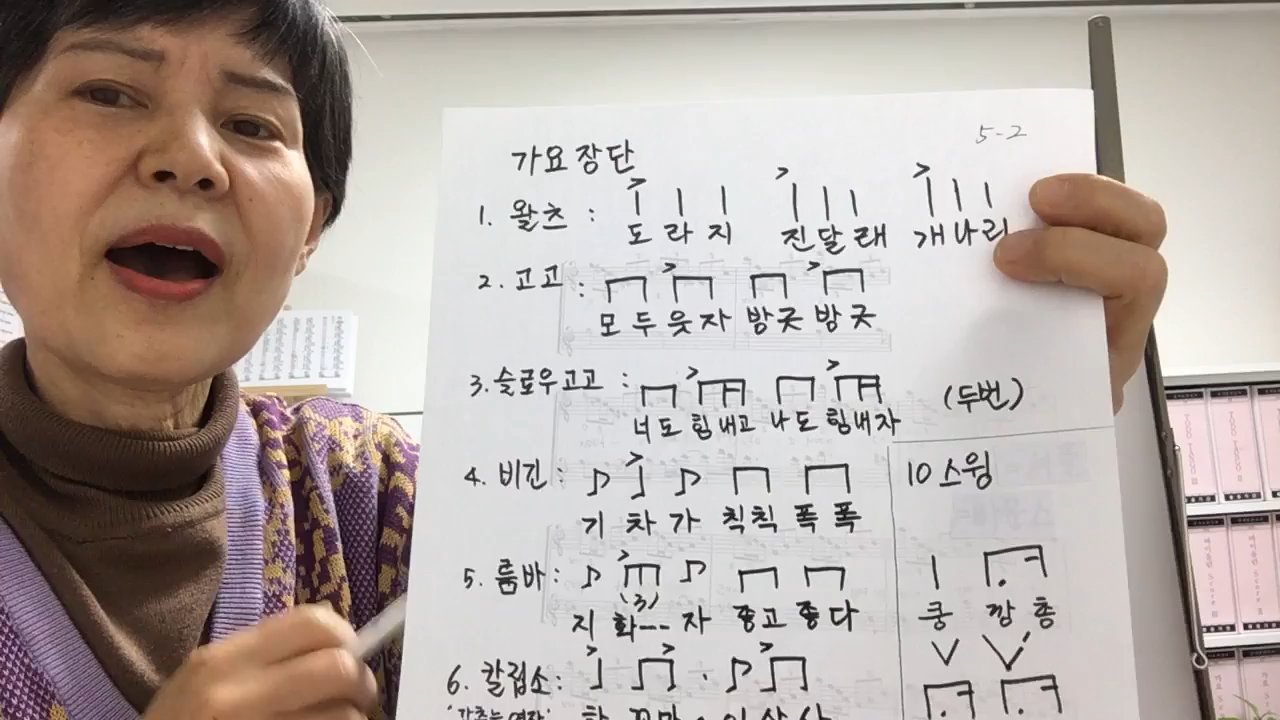 5-2
가요장단
1. 왈츠 : 도라지 진달래 개나리
2. 고고 : 모두웃자 방긋방긋
3. 슬로우고고 : 너도힘내고 나도힘내자 (두번)
4. 비긴 : 기차가 칙칙폭폭
5. 룸바 : 지화---자 좋고좋다
(3)
6. 칼립소 :
10 스윙
쿵 깡총